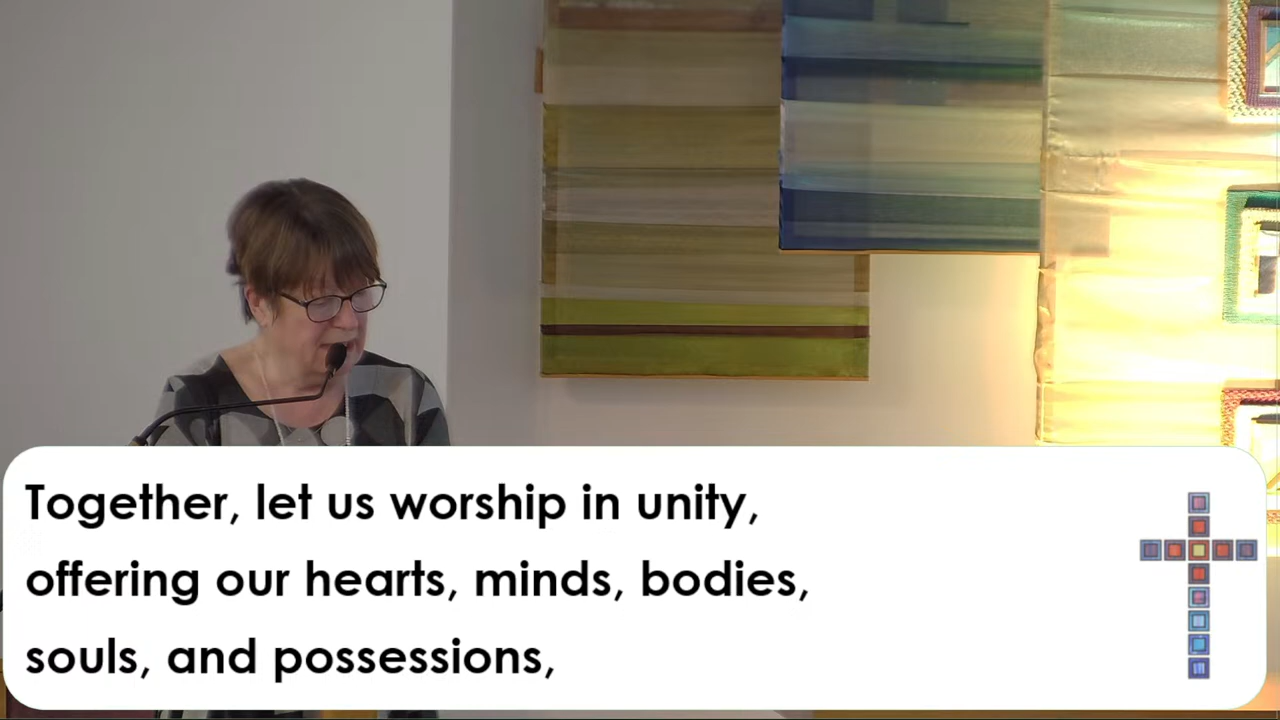 Together, let us worship in unity,
offering our hearts, minds, bodies,
souls, and possessions,